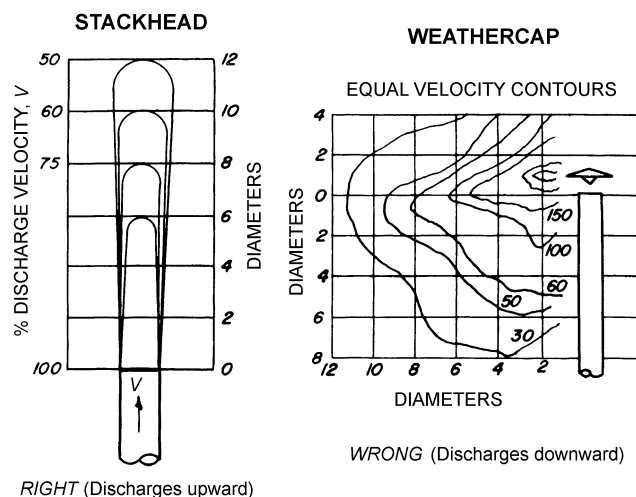 STACKHEAD
50
60
75
100
% DISCHARGE VELOCITY, V
12
10
8
6
4
2
0
DIAMETERS
V
RIGHT (Discharges upward)
WEATHERCAP
EQUAL VELOCITY CONTOURS
4
2
0
2
4
6
8
DIAMETERS
150
100
60
50
30
12 10 8 6 4 2
DIAMETERS
WRONG (Discharges downward)